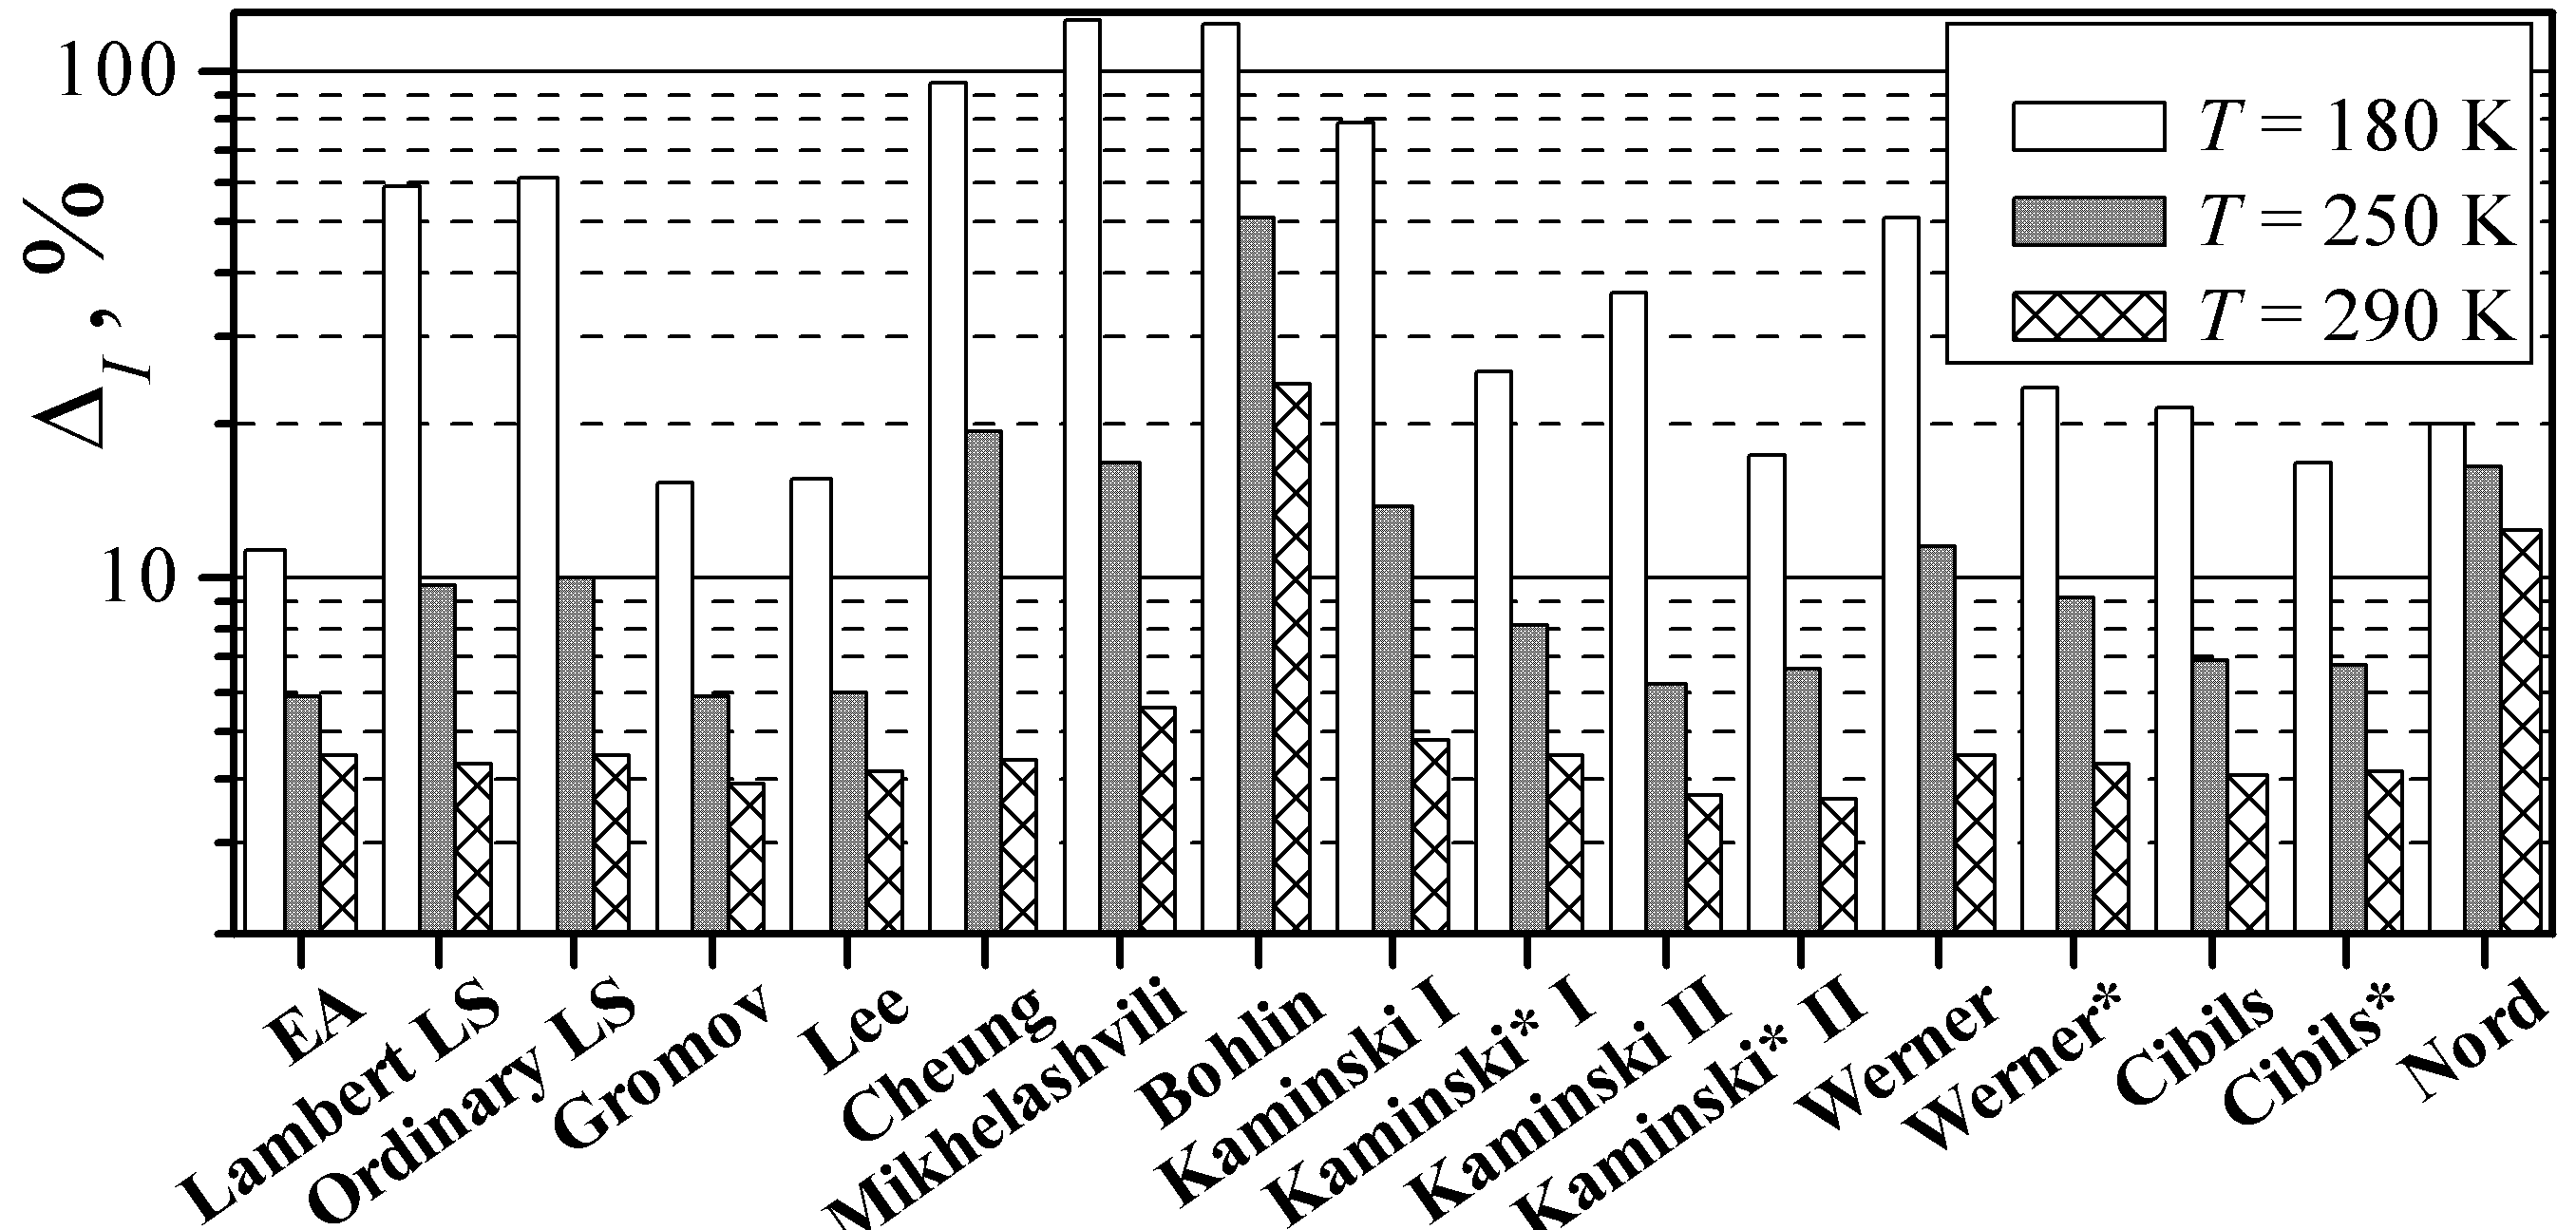 100
10
Δ_I, %
T = 180 K
T = 250 K
T = 290 K
EA
Lambert LS
Ordinary LS
Gromov
Lee
Cheung
Mikhelashvili
Bohlin
Kaminski I
Kaminski* I
Kaminski II
Kaminski* II
Werner
Werner*
Cibils
Cibils*
Nord